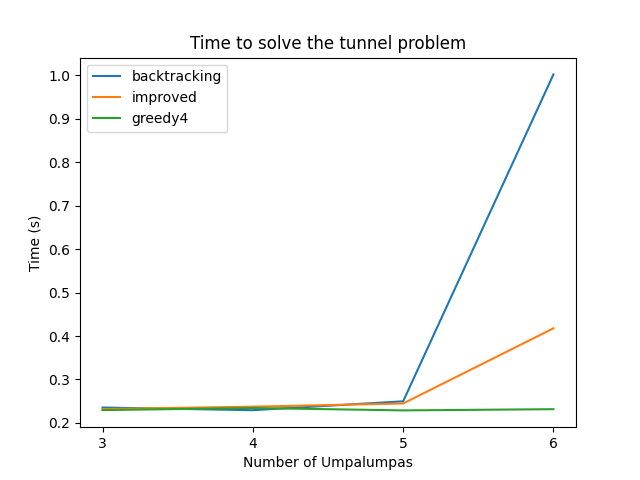 Time to solve the tunnel problem
backtracking
improved
greedy4
1.0
0.9
0.8
0.7
0.6
0.5
0.4
0.3
0.2
Time (s)
3 4 5 6
Number of Umpalumpas